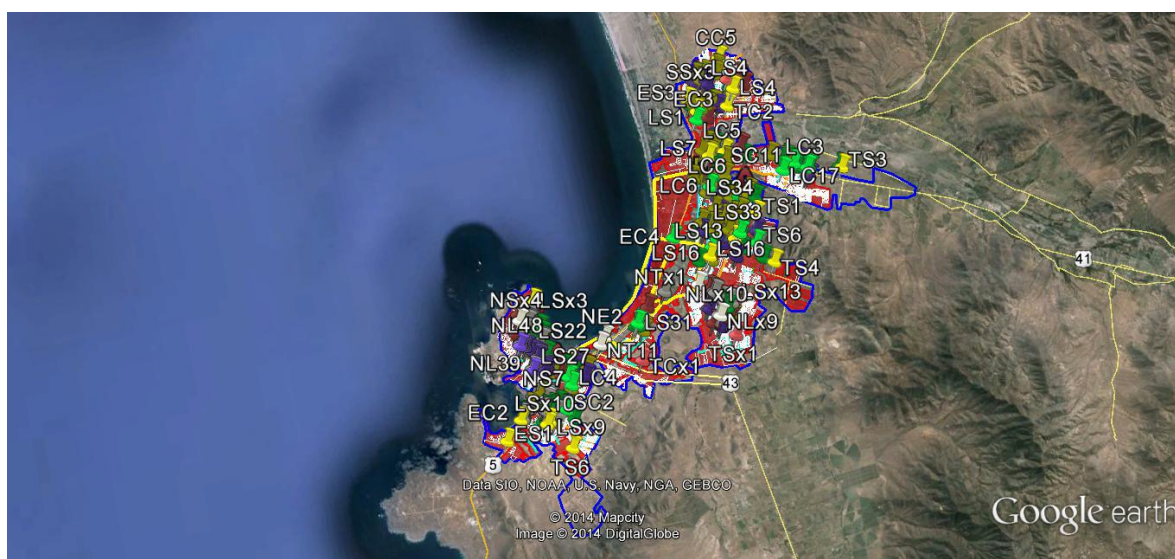 CC5
SSx3 LS4
ES3 EC3 LS4
LS1 TC2
LC5
LS7 SC11 LC3 TS3
LC6 LC17
LC6 LS34
LS33 TS1
EC4 LS13 TS6
LS16 LS16
TS4
41
NTx1
NLx10 Sx13
NSx4 LSx3
NL48 LS22 NE2 LS31 NLx9
NL39 LS27 NT11 TSx1
NS7 LC4 TCx1
43
LSx10 SC2
EC2 ES1 LSx9
5 TS6
Data SIO, NOAA, U.S. Navy, NGA, GEBCO
© 2014 Mapcity
Image © 2014 DigitalGlobe
Google earth